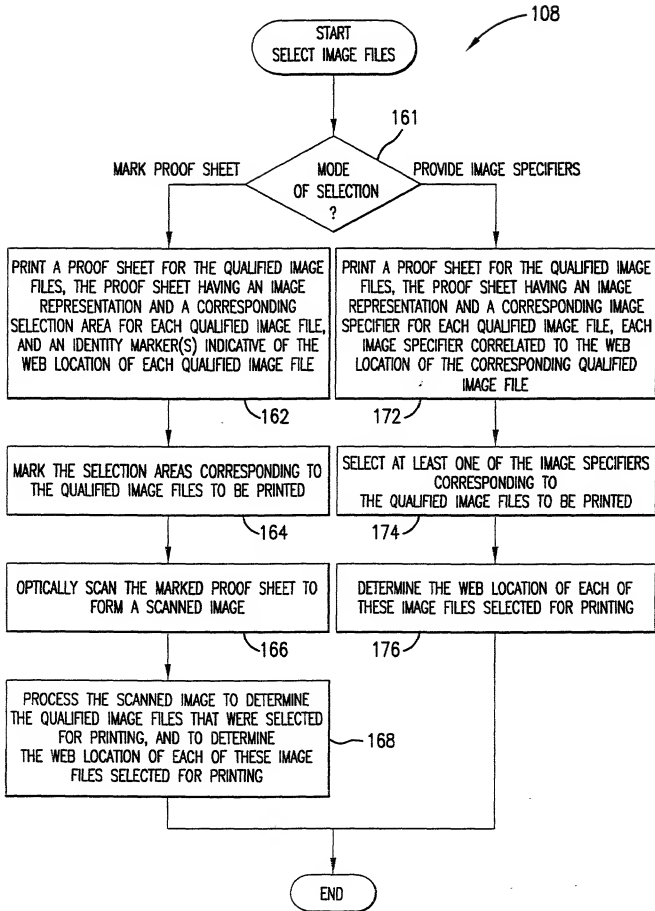 START
SELECT IMAGE FILES
108
161
MARK PROOF SHEET
MODE
OF SELECTION
?
PROVIDE IMAGE SPECIFIERS
PRINT A PROOF SHEET FOR THE QUALIFIED IMAGE
FILES, THE PROOF SHEET HAVING AN IMAGE
REPRESENTATION AND A CORRESPONDING
SELECTION AREA FOR EACH QUALIFIED IMAGE FILE,
AND AN IDENTITY MARKER(S) INDICATIVE OF THE
WEB LOCATION OF EACH QUALIFIED IMAGE FILE
162
MARK THE SELECTION AREAS CORRESPONDING TO
THE QUALIFIED IMAGE FILES TO BE PRINTED
164
OPTICALLY SCAN THE MARKED PROOF SHEET TO
FORM A SCANNED IMAGE
166
PROCESS THE SCANNED IMAGE TO DETERMINE
THE QUALIFIED IMAGE FILES THAT WERE SELECTED
FOR PRINTING, AND TO DETERMINE
THE WEB LOCATION OF EACH OF THESE IMAGE
FILES SELECTED FOR PRINTING
168
PRINT A PROOF SHEET FOR THE QUALIFIED IMAGE
FILES, THE PROOF SHEET HAVING AN IMAGE
REPRESENTATION AND A CORRESPONDING IMAGE
SPECIFIER FOR EACH QUALIFIED IMAGE FILE, EACH
IMAGE SPECIFIER CORRELATED TO THE WEB
LOCATION OF THE CORRESPONDING QUALIFIED
IMAGE FILE
172
SELECT AT LEAST ONE OF THE IMAGE SPECIFIERS
CORRESPONDING TO
THE QUALIFIED IMAGE FILES TO BE PRINTED
174
DETERMINE THE WEB LOCATION OF EACH OF
THESE IMAGE FILES SELECTED FOR PRINTING
176
END